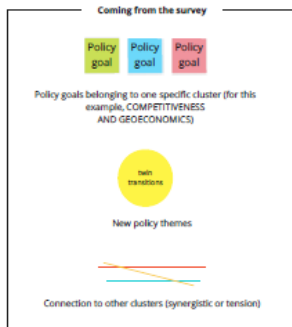 Coming from the survey
Policy goal
Policy goal
Policy goal
Policy goals belonging to one specific cluster (for this
example, COMPETITIVENESS
AND GEOECONOMICS)
twin
transitions
New policy themes
Connection to other clusters (synergistic or tension)